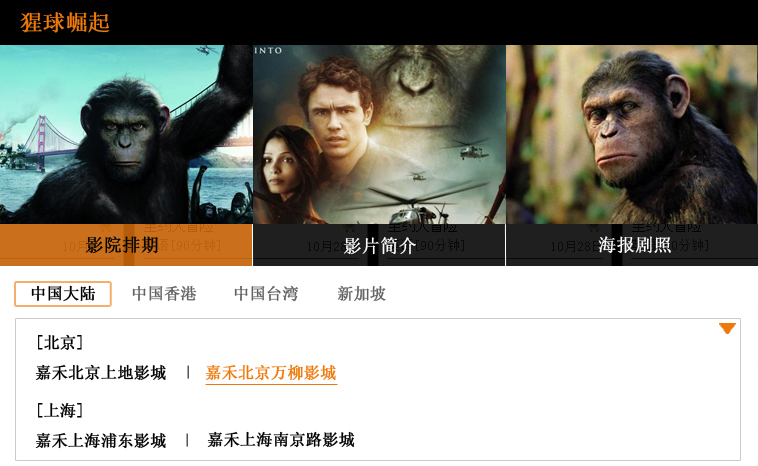 猩球崛起
INTO
影院排期
影片简介
海报剧照
中国大陆 中国香港 中国台湾 新加坡
[北京]
嘉禾北京上地影城 | 嘉禾北京万柳影城
[上海]
嘉禾上海浦东影城 | 嘉禾上海南京路影城